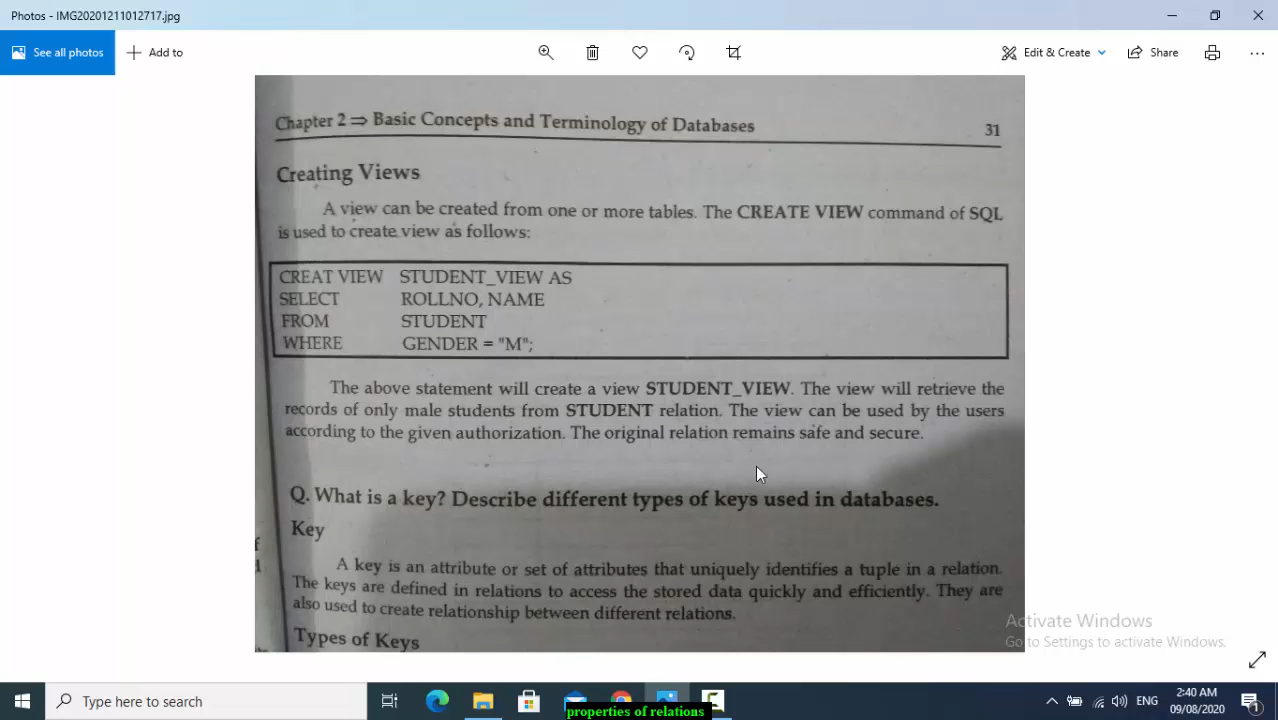 Photos - IMG20201211012717.jpg
See all photos
Add to
Edit & Create
Share
Chapter 2 ⇒ Basic Concepts and Terminology of Databases 31
Creating Views
A view can be created from one or more tables. The CREATE VIEW command of SQL
is used to create view as follows:
CREAT VIEW STUDENT_VIEW AS
SELECT ROLLNO, NAME
FROM STUDENT
WHERE GENDER = "M";
The above statement will create a view STUDENT_VIEW. The view will retrieve the
records of only male students from STUDENT relation. The view can be used by the users
according to the given authorization. The original relation remains safe and secure.
Q. What is a key? Describe different types of keys used in databases.
Key
A key is an attribute or set of attributes that uniquely identifies a tuple in a relation.
The keys are defined in relations to access the stored data quickly and efficiently. They are
also used to create relationship between different relations.
Types of Keys
Activate Windows
Go to Settings to activate Windows.
Type here to search
ENG
2:40 AM
09/08/2020
1
properties of relations